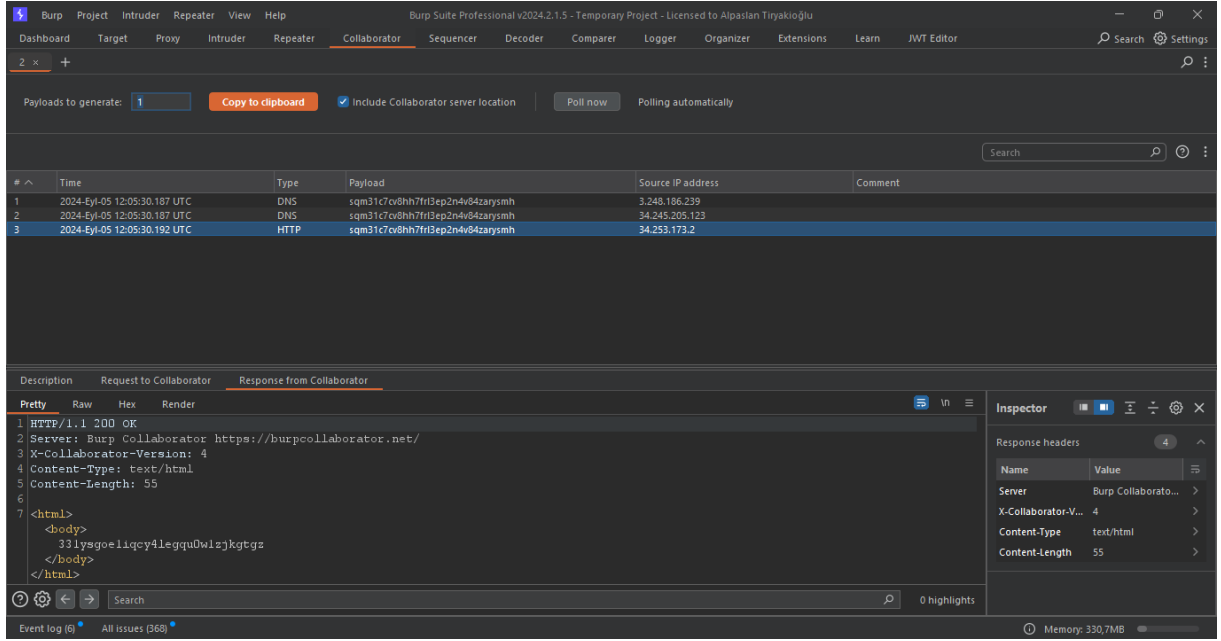 Burp Project Intruder Repeater View Help Burp Suite Professional v2024.2.1.5 - Temporary Project - Licensed to Alpaslan Tiryakioğlu
Dashboard Target Proxy Intruder Repeater Collaborator Sequencer Decoder Comparer Logger Organizer Extensions Learn JWT Editor Search Settings
2 × +
Payloads to generate: 1 Copy to clipboard Include Collaborator server location Poll now Polling automatically
Search
# Time Type Payload Source IP address Comment
1 2024-Eyl-05 12:05:30.187 UTC DNS sqm31c7cv8hh7frl3ep2n4v84zarysmh 3.248.186.239
2 2024-Eyl-05 12:05:30.187 UTC DNS sqm31c7cv8hh7frl3ep2n4v84zarysmh 34.245.205.123
3 2024-Eyl-05 12:05:30.192 UTC HTTP sqm31c7cv8hh7frl3ep2n4v84zarysmh 34.253.173.2
Description Request to Collaborator Response from Collaborator
Pretty Raw Hex Render \n
Inspector
1 HTTP/1.1 200 OK
2 Server: Burp Collaborator https://burpcollaborator.net/
3 X-Collaborator-Version: 4
4 Content-Type: text/html
5 Content-Length: 55
6
7 <html>
<body>
331ysgoe1iqcy4legqu0w1zjkgtgz
</body>
</html>
Response headers 4
Name Value
Server Burp Collaborato...
X-Collaborator-V... 4
Content-Type text/html
Content-Length 55
Search 0 highlights
Event log (6) All issues (368) Memory: 330,7MB